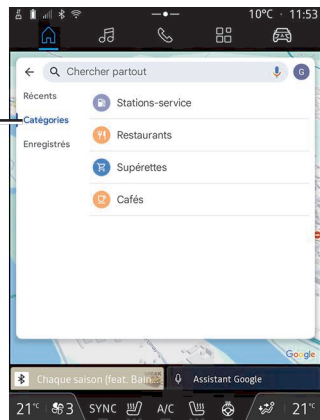 10°C · 11:53
Chercher partout
G
Récents
Catégories
Enregistrés
Stations-service
Restaurants
Supérettes
Cafés
Google
Chaque saison (feat. Bain
Assistant Google
21°C
3
SYNC
A/C
21°C